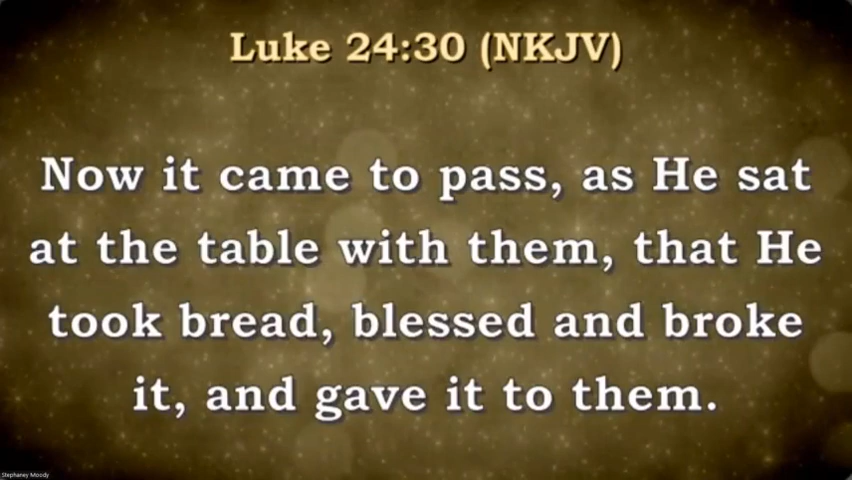 Luke 24:30 (NKJV)
Now it came to pass, as He sat
at the table with them, that He
took bread, blessed and broke
it, and gave it to them.
Stephaney Moody